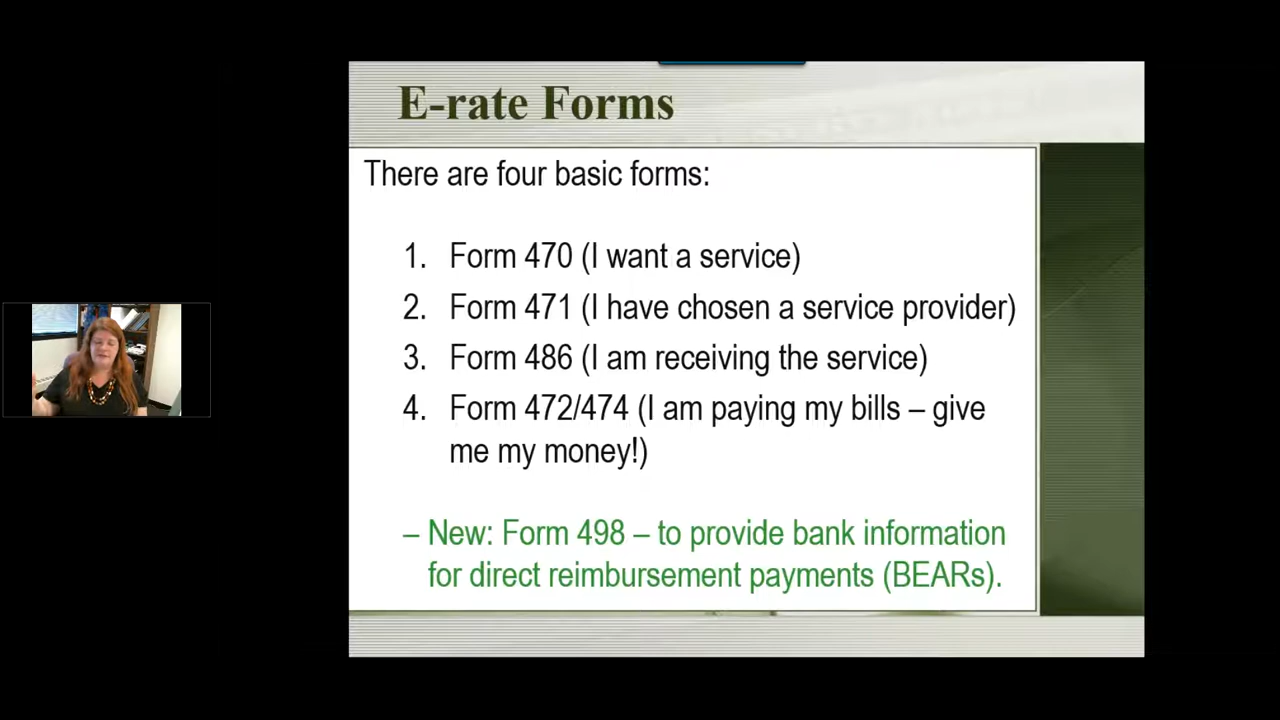 E-rate Forms
There are four basic forms:
1. Form 470 (I want a service)
2. Form 471 (I have chosen a service provider)
3. Form 486 (I am receiving the service)
4. Form 472/474 (I am paying my bills – give
me my money!)
– New: Form 498 – to provide bank information
for direct reimbursement payments (BEARs).